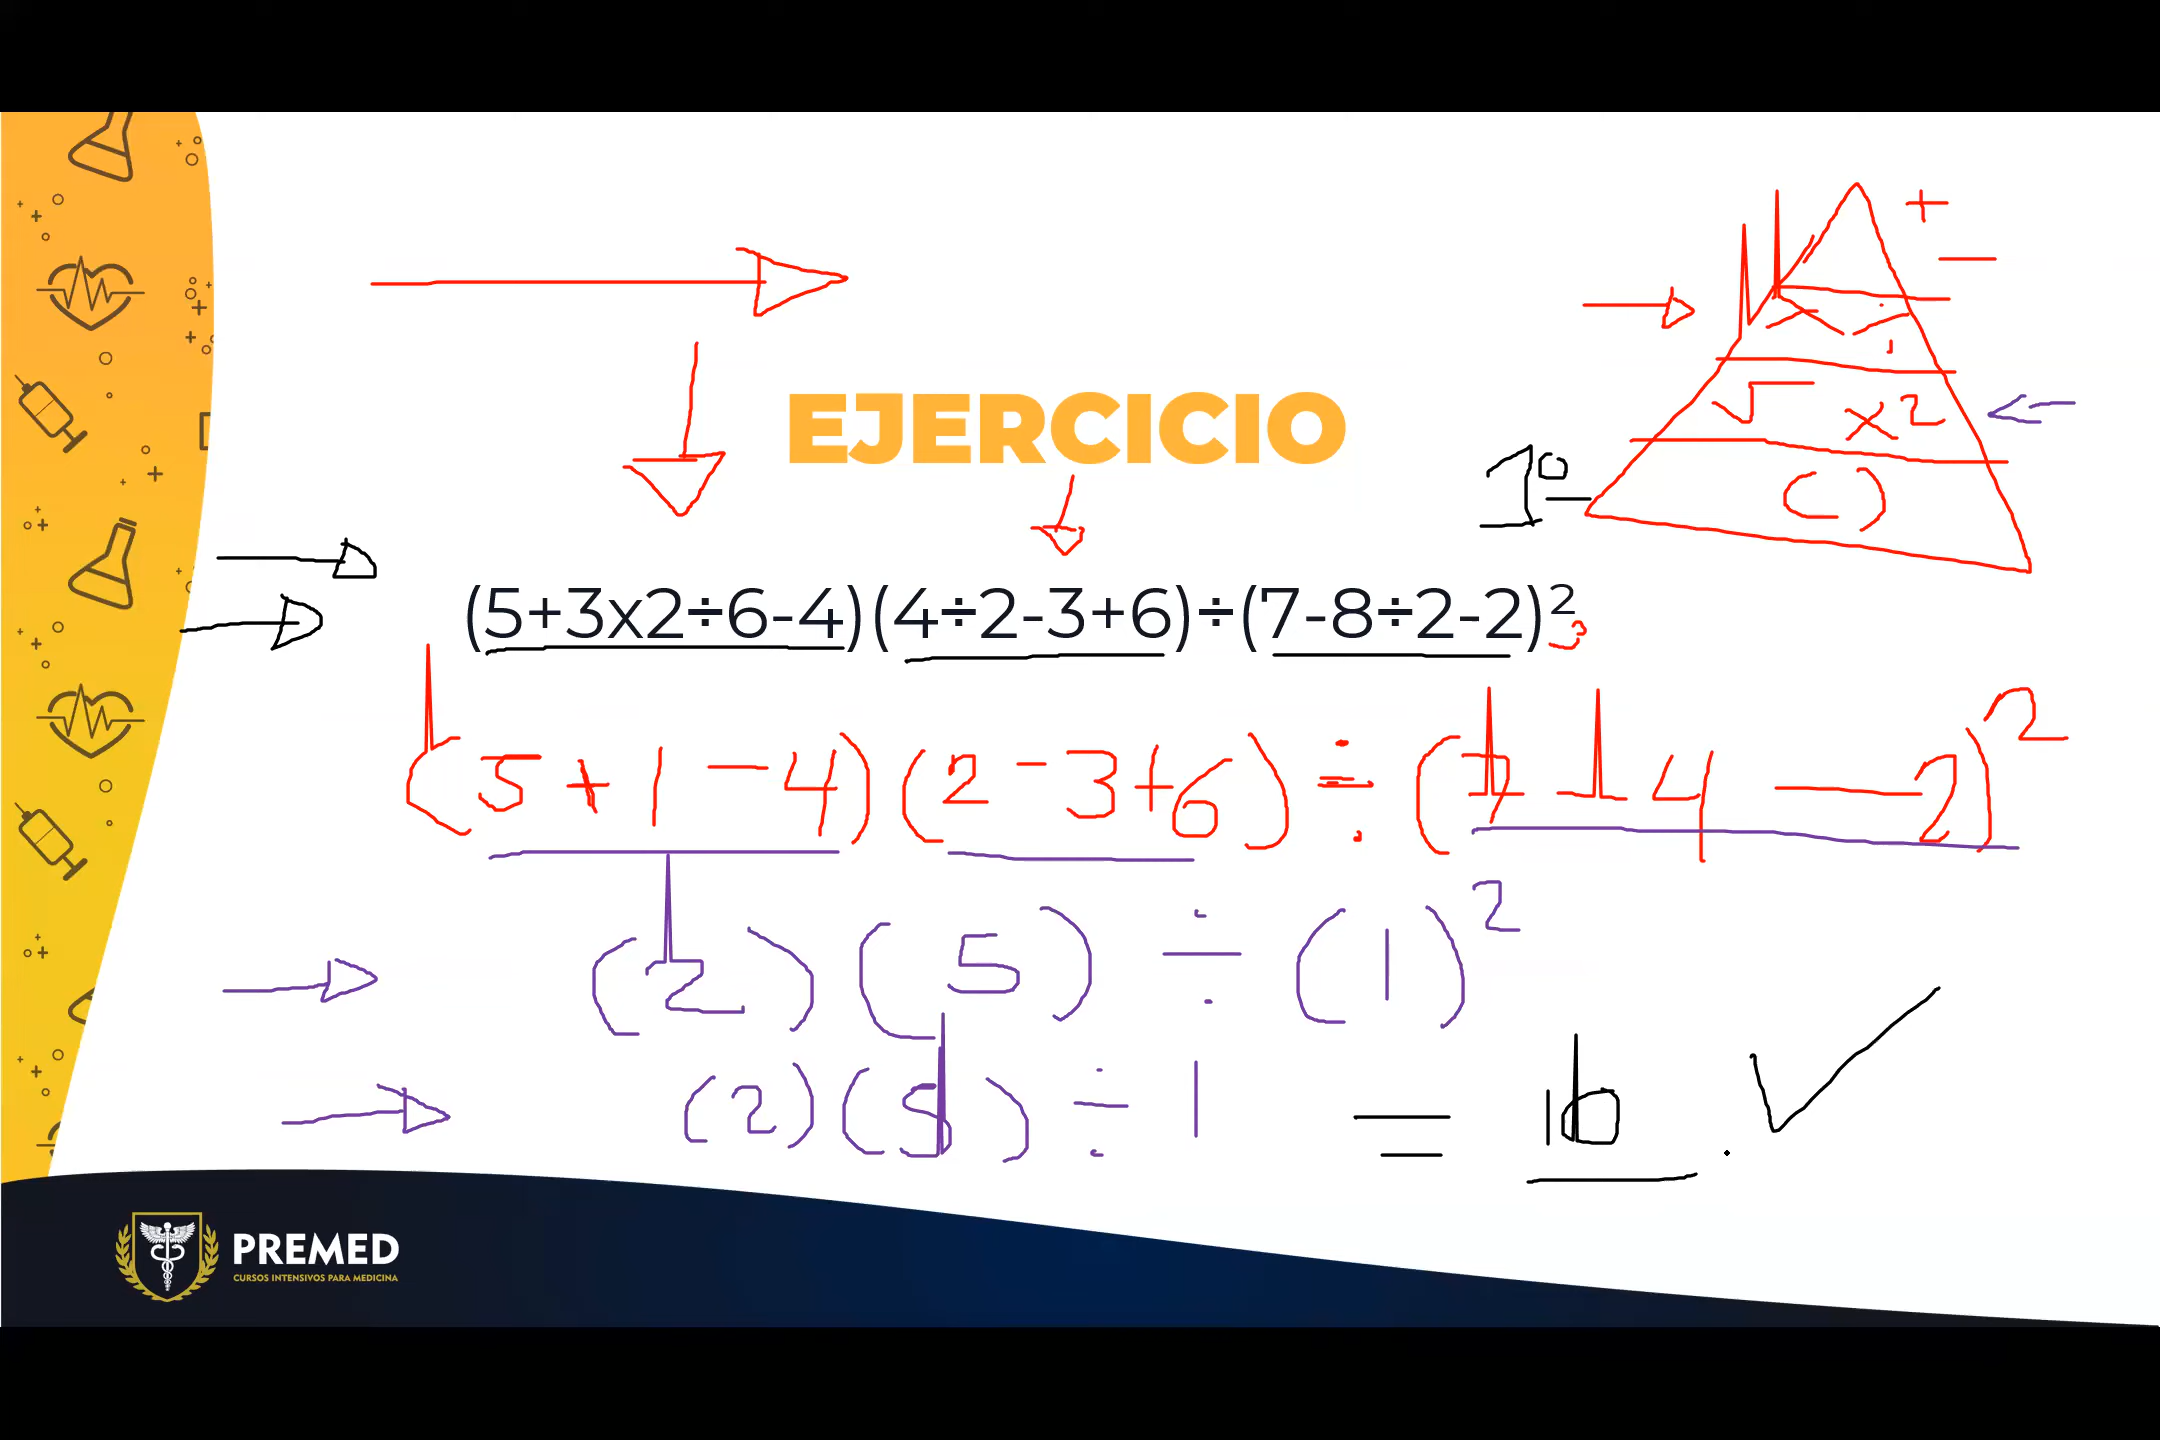 +
−
× ÷
√ x2
1º ( )
EJERCICIO
(5+3x2÷6-4)(4÷2-3+6)÷(7-8÷2-2)²
(5+1-4)(2-3+6)÷(7-4-2)²
(2)(5)÷(1)²
(2)(5)÷1 = 10.
PREMED
CURSOS INTENSIVOS PARA MEDICINA